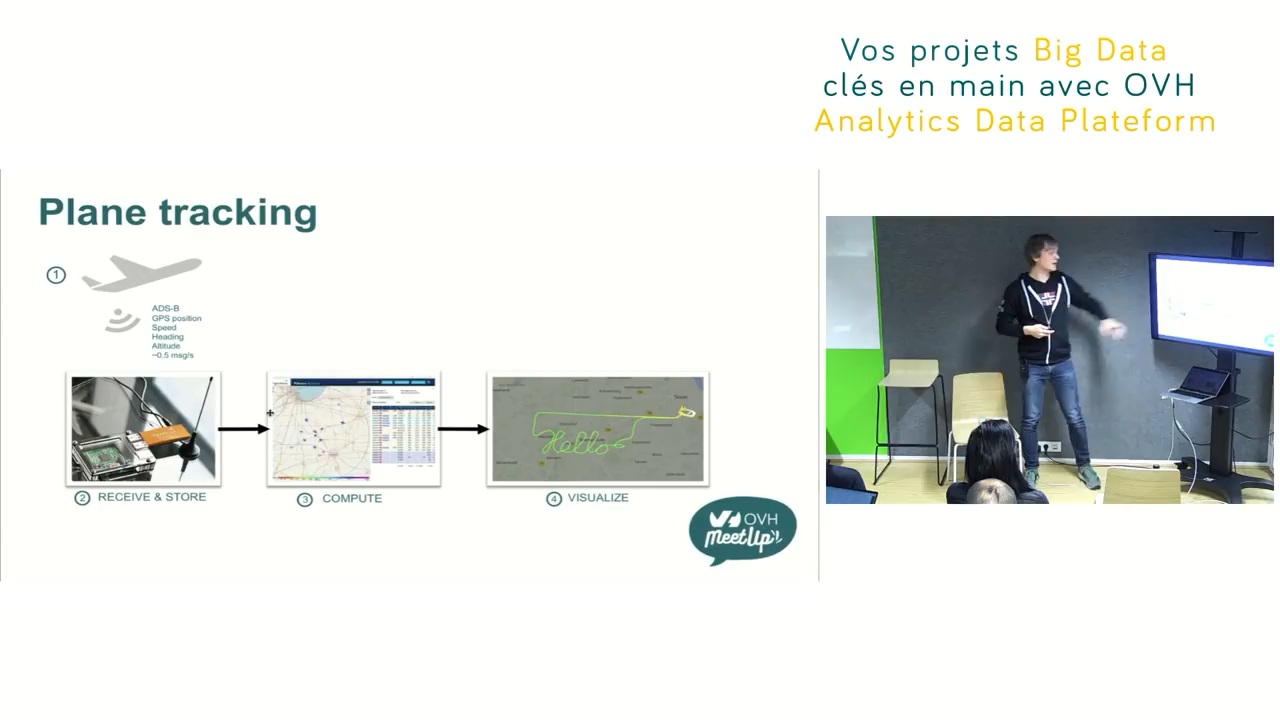 Vos projets Big Data
clés en main avec OVH
Analytics Data Plateform
Plane tracking
1
ADS-B
GPS position
Speed
Heading
Altitude
~0.5 msg/s
Hello
2 RECEIVE & STORE
3 COMPUTE
4 VISUALIZE
OVH
MeetUp